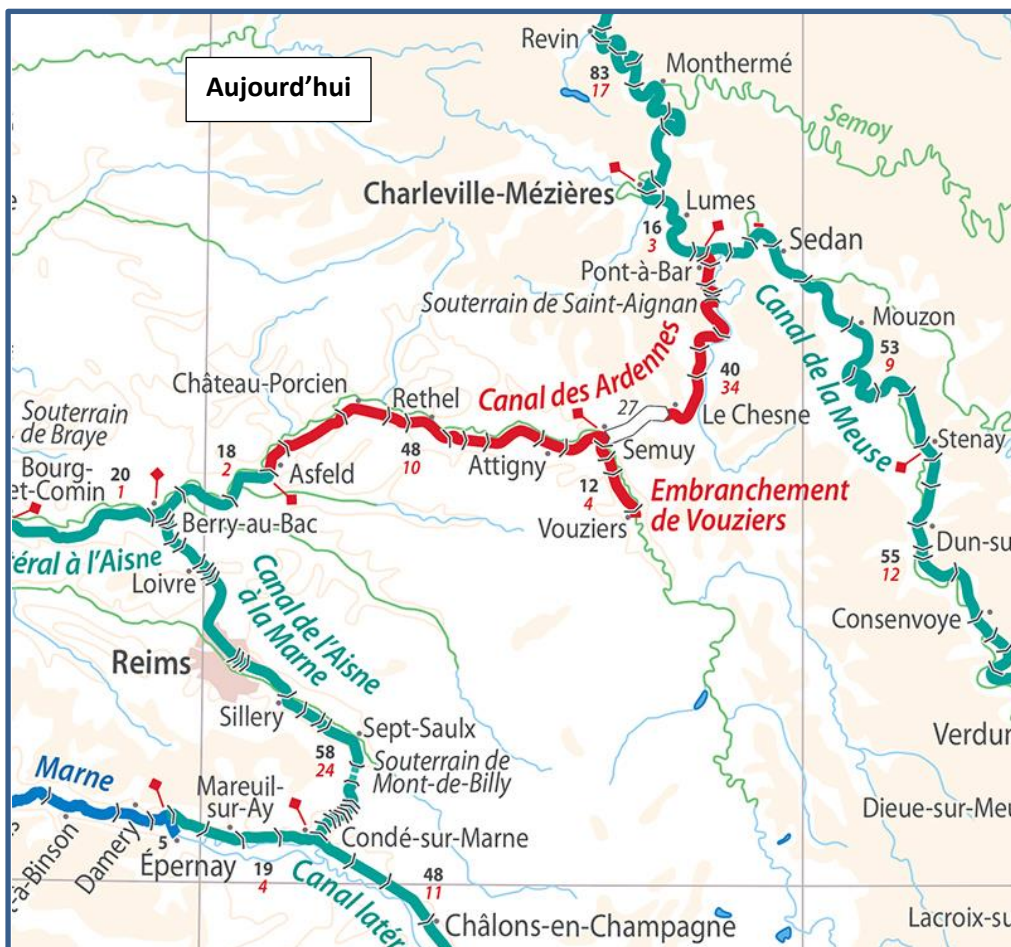 Aujourd'hui
Revin
83
17
Monthermé
Semoy
Charleville-Mézières
Lumes
16
3
Sedan
Pont-à-Bar
Souterrain de Saint-Aignan
Canal de la Meuse
Mouzon
53
9
Château-Porcien
Rethel
Canal des Ardennes
40
34
27
Le Chesne
Souterrain
de Braye
Stenay
Bourg-
et-Comin
20
1
18
2
Asfeld
48
10
Attigny
Semuy
12
4
Embranchement
de Vouziers
Vouziers
Berry-au-Bac
téral à l'Aisne
Dun-su
55
12
Loivre
Canal de l'Aisne
à la Marne
Consenvoye
Reims
Sillery
Sept-Saulx
58
24
Souterrain de
Mont-de-Billy
Verdun
Marne
Mareuil-
sur-Ay
Dieue-sur-Meu
Damery
5
Épernay
Condé-sur-Marne
19
4
48
11
Canal latér
Châlons-en-Champagne
Lacroix-su